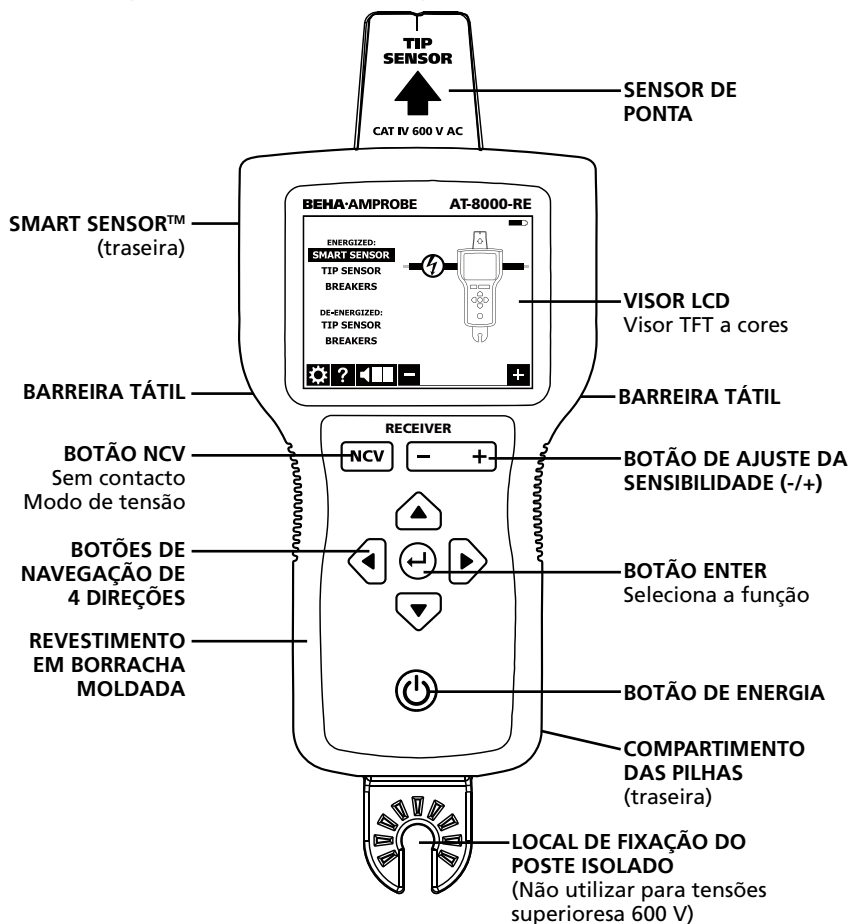 TIP
SENSOR
CAT IV 600 V AC
SENSOR DE
PONTA
SMART SENSOR™
(traseira)
BEHA-AMPROBE AT-8000-RE
ENERGIZED:
SMART SENSOR
TIP SENSOR
BREAKERS
DE-ENERGIZED:
TIP SENSOR
BREAKERS
? - +
VISOR LCD
Visor TFT a cores
BARREIRA TÁTIL
BARREIRA TÁTIL
RECEIVER
NCV - +
BOTÃO NCV
Sem contacto
Modo de tensão
BOTÃO DE AJUSTE DA
SENSIBILIDADE (-/+)
BOTÕES DE
NAVEGAÇÃO DE
4 DIREÇÕES
BOTÃO ENTER
Seleciona a função
REVESTIMENTO
EM BORRACHA
MOLDADA
BOTÃO DE ENERGIA
COMPARTIMENTO
DAS PILHAS
(traseira)
LOCAL DE FIXAÇÃO DO
POSTE ISOLADO
(Não utilizar para tensões
superioresa 600 V)